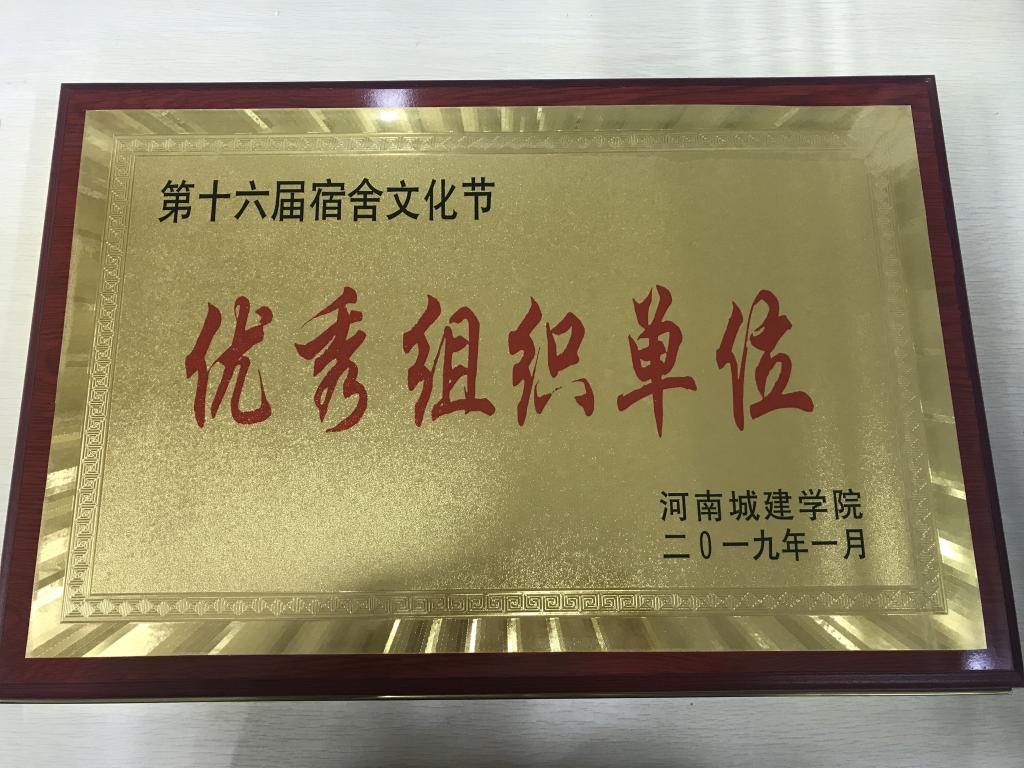 第十六届宿舍文化节
优秀组织单位
河南城建学院
二0一九年一月